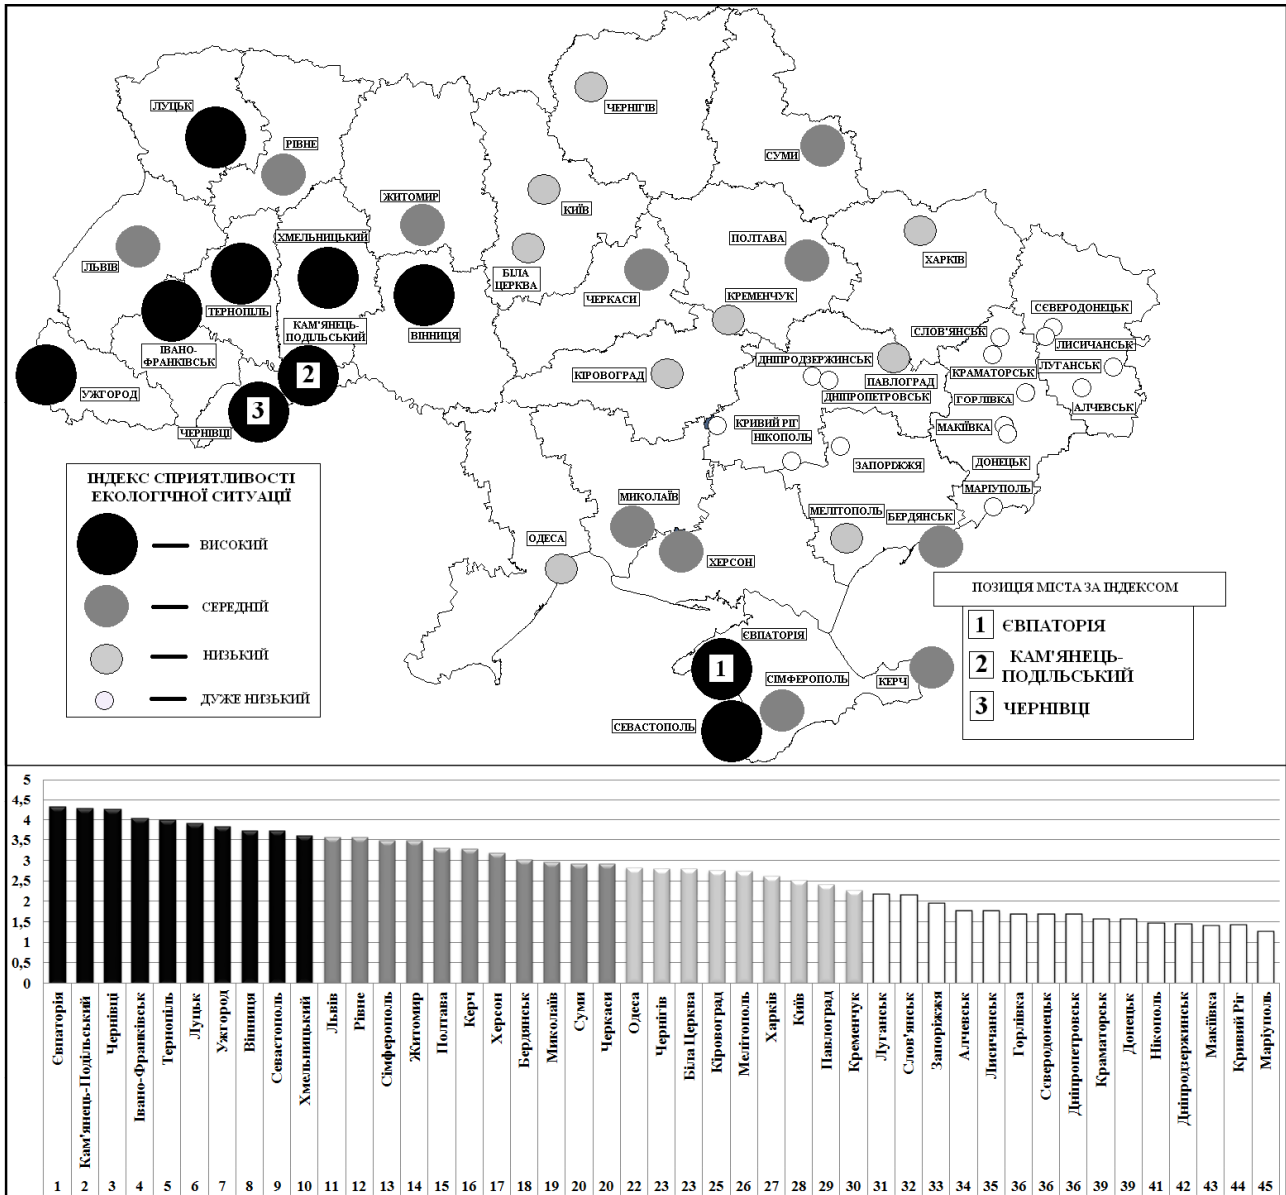 ЛУЦЬК
РІВНЕ
ЧЕРНІГІВ
СУМИ
ЖИТОМИР
КИЇВ
ХМЕЛЬНИЦЬКИЙ
ПОЛТАВА
ХАРКІВ
ЛЬВІВ
БІЛА
ЦЕРКВА
ЧЕРКАСИ
КРЕМЕНЧУК
ТЕРНОПІЛЬ
КАМ'ЯНЕЦЬ-
ПОДІЛЬСЬКИЙ
ВІННИЦЯ
СЄВЕРОДОНЕЦЬК
СЛОВ'ЯНСЬК
ЛИСИЧАНСЬК
ІВАНО-
ФРАНКІВСЬК
ДНІПРОДЗЕРЖИНСЬК
ЛУГАНСЬК
КРАМАТОРСЬК
КІРОВОГРАД
ПАВЛОГРАД
УЖГОРОД
2
ДНІПРОПЕТРОВСЬК
ГОРЛІВКА
АЛЧЕВСЬК
3
ЧЕРНІВЦІ
КРИВИЙ РІГ
МАКІЇВКА
НІКОПОЛЬ
ЗАПОРІЖЖЯ
ДОНЕЦЬК
МАРІУПОЛЬ
МИКОЛАЇВ
МЕЛІТОПОЛЬ
БЕРДЯНСЬК
ОДЕСА
ХЕРСОН
ЄВПАТОРІЯ
1
СІМФЕРОПОЛЬ
КЕРЧ
СЕВАСТОПОЛЬ
ІНДЕКС СПРИЯТЛИВОСТІ
ЕКОЛОГІЧНОЇ СИТУАЦІЇ
ВИСОКИЙ
СЕРЕДНІЙ
НИЗЬКИЙ
ДУЖЕ НИЗЬКИЙ
ПОЗИЦІЯ МІСТА ЗА ІНДЕКСОМ
1 ЄВПАТОРІЯ
2 КАМ'ЯНЕЦЬ-
ПОДІЛЬСЬКИЙ
3 ЧЕРНІВЦІ
5
4,5
4
3,5
3
2,5
2
1,5
1
0,5
0
Євпаторія
Кам'янець-Подільський
Чернівці
Івано-Франківськ
Тернопіль
Луцьк
Ужгород
Вінниця
Севастополь
Хмельницький
Львів
Рівне
Сімферополь
Житомир
Полтава
Керч
Херсон
Бердянськ
Миколаїв
Суми
Черкаси
Одеса
Чернігів
Біла Церква
Кіровоград
Мелітополь
Харків
Київ
Павлоград
Кременчук
Луганськ
Слов'янськ
Запоріжжя
Алчевськ
Лисичанськ
Горлівка
Сєверодонецьк
Дніпропетровськ
Краматорськ
Донецьк
Нікополь
Дніпродзержинськ
Макіївка
Кривий Ріг
Маріуполь
1 2 3 4 5 6 7 8 9 10 11 12 13 14 15 16 17 18 19 20 20 22 23 23 25 26 27 28 29 30 31 32 33 34 35 36 36 36 39 39 41 42 43 44 45